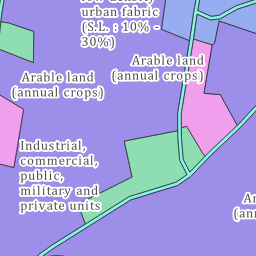 urban fabric
(S.L. : 10% -
30%)
Arable land
(annual crops)
Arable land
(annual crops)
Industrial,
commercial,
public,
military and
private units